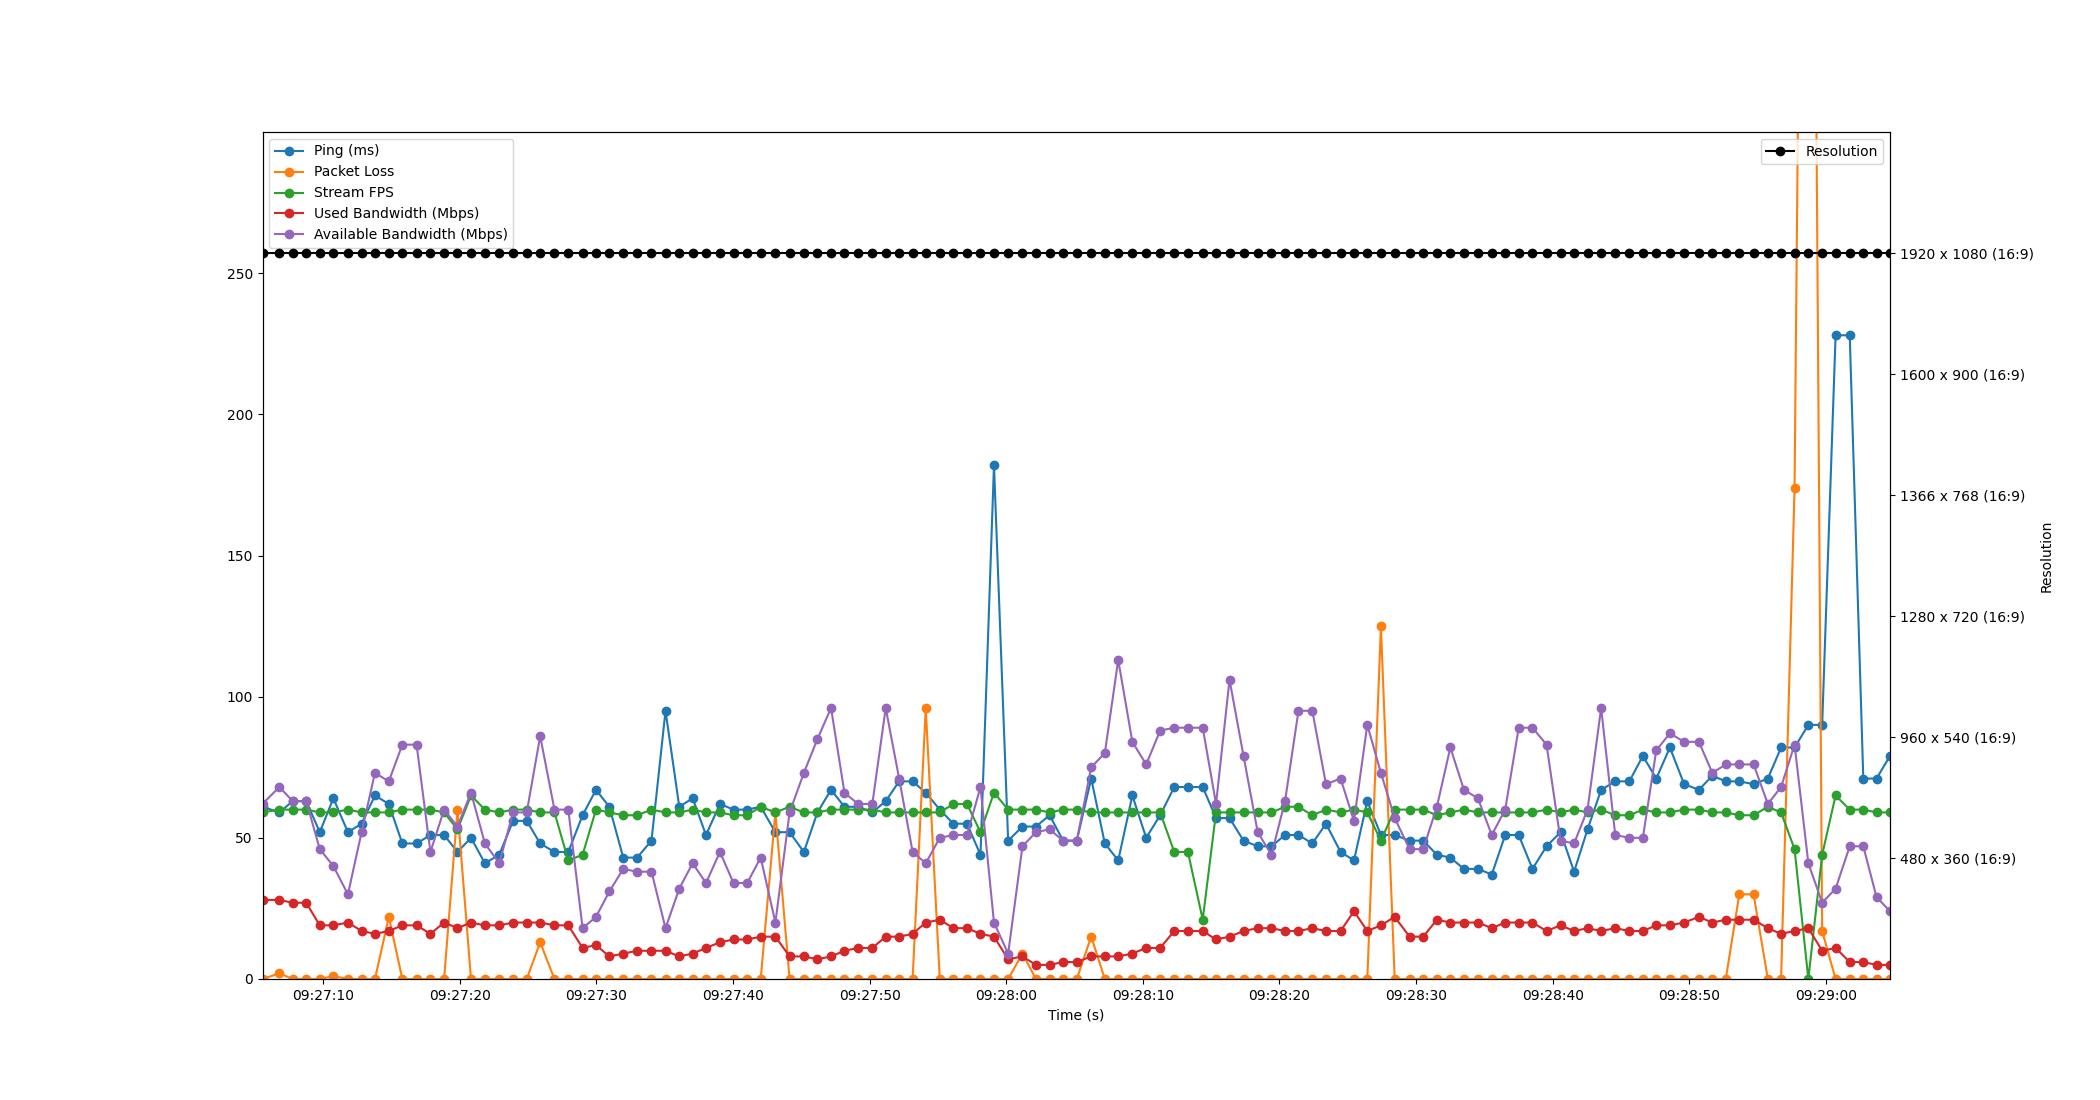 Ping (ms)
Packet Loss
Stream FPS
Used Bandwidth (Mbps)
Available Bandwidth (Mbps)
Resolution
250
200
150
100
50
0
1920 x 1080 (16:9)
1600 x 900 (16:9)
1366 x 768 (16:9)
1280 x 720 (16:9)
960 x 540 (16:9)
480 x 360 (16:9)
Resolution
09:27:10
09:27:20
09:27:30
09:27:40
09:27:50
09:28:00
09:28:10
09:28:20
09:28:30
09:28:40
09:28:50
09:29:00
Time (s)